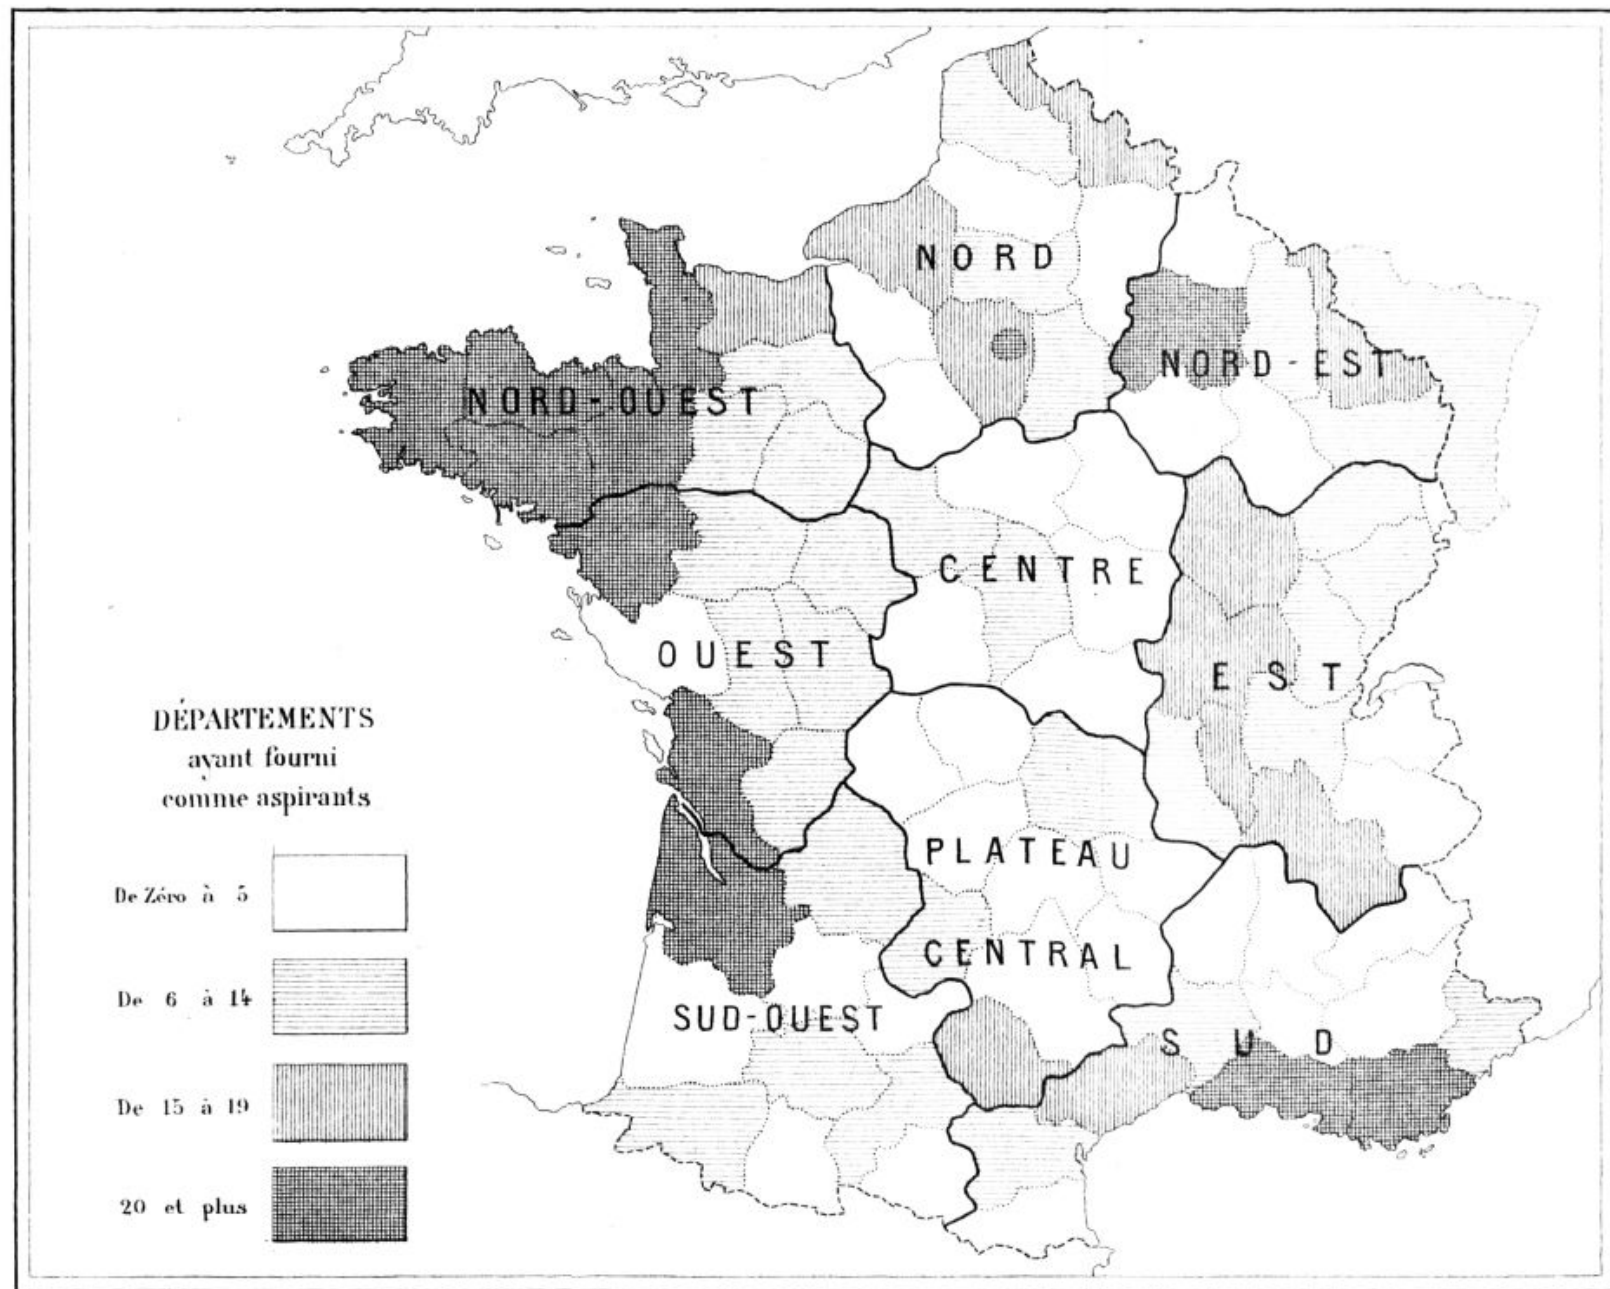 NORD
NORD-EST
NORD-OUEST
CENTRE
OUEST
EST
DÉPARTEMENTS
ayant fourni
comme aspirants
PLATEAU
De Zéro à 5
CENTRAL
De 6 à 14
SUD-OUEST
SUD
De 15 à 19
20 et plus